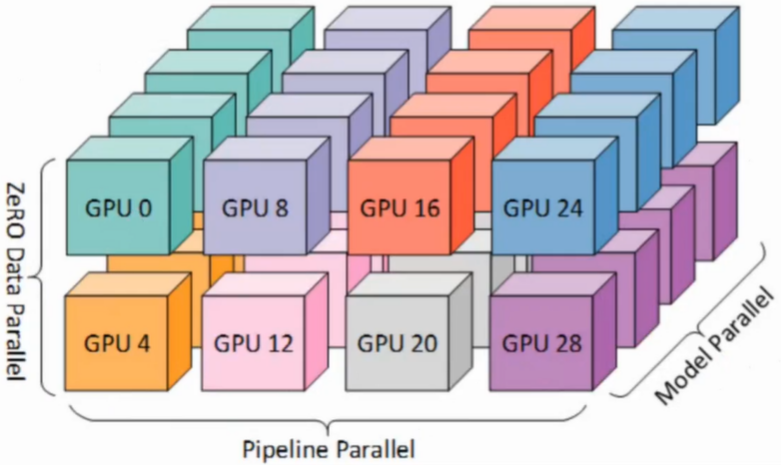 GPU 0
GPU 8
GPU 16
GPU 24
ZeRO Data Parallel
GPU 4
GPU 12
GPU 20
GPU 28
Model Parallel
Pipeline Parallel